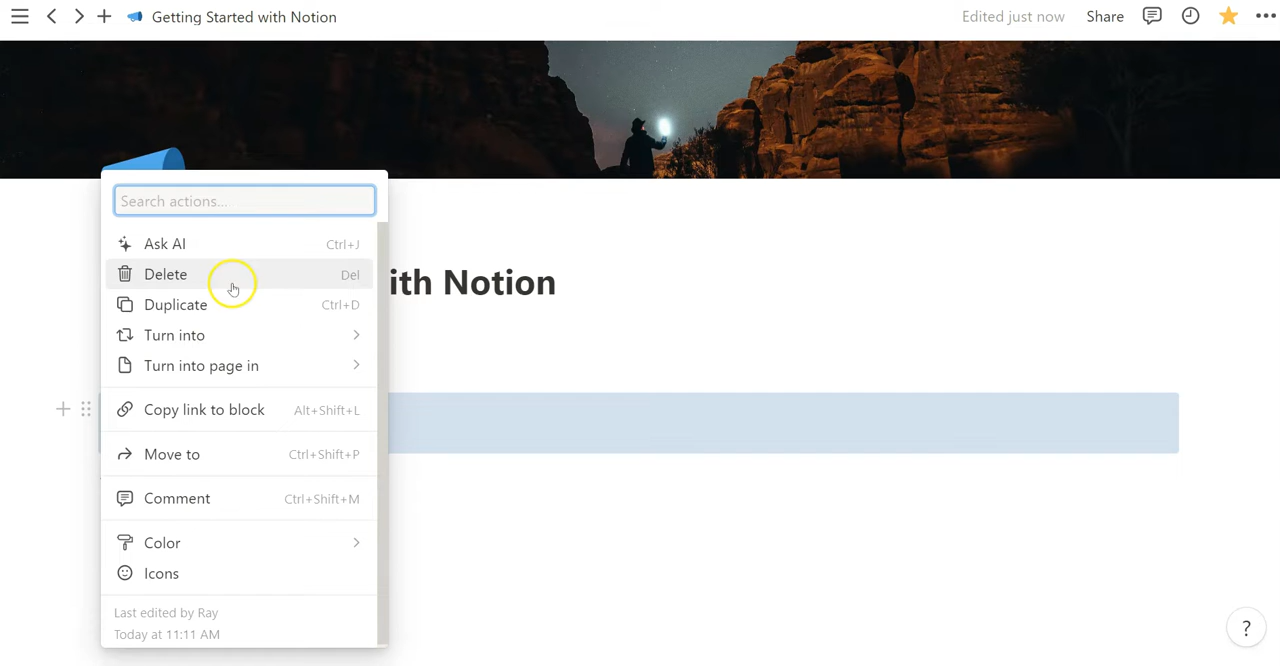 Getting Started with Notion
Edited just now
Share
Search actions...
Ask AI Ctrl+J
ith Notion
Delete Del
Duplicate Ctrl+D
Turn into
Turn into page in
Copy link to block Alt+Shift+L
Move to Ctrl+Shift+P
Comment Ctrl+Shift+M
Color
Icons
Last edited by Ray
Today at 11:11 AM
?